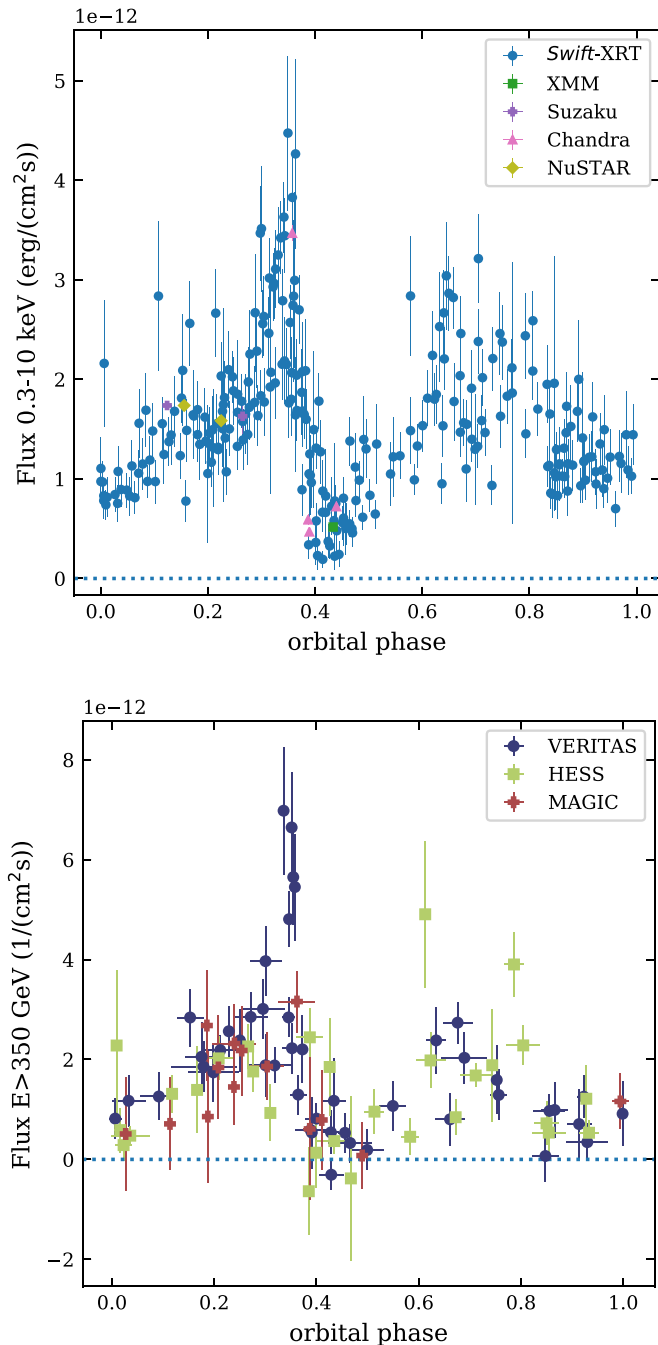 1e−12
Flux 0.3-10 keV (erg/(cm²s))
5
4
3
2
1
0
Swift-XRT
XMM
Suzaku
Chandra
NuSTAR
0.0 0.2 0.4 0.6 0.8 1.0
orbital phase
1e−12
Flux E>350 GeV (1/(cm²s))
8
6
4
2
0
−2
VERITAS
HESS
MAGIC
0.0 0.2 0.4 0.6 0.8 1.0
orbital phase